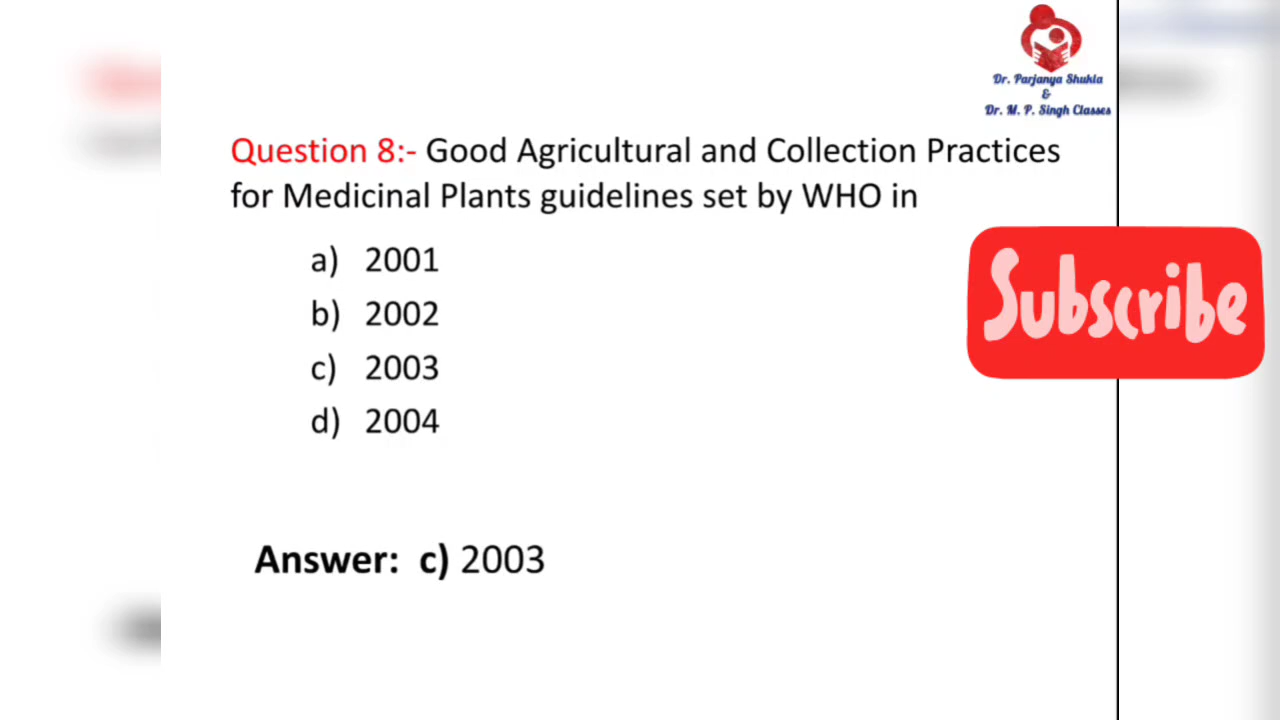 Dr. Parjanya Shukla
&
Dr. M. P. Singh Classes
Question 8:- Good Agricultural and Collection Practices
for Medicinal Plants guidelines set by WHO in
Subscribe
a) 2001
b) 2002
c) 2003
d) 2004
Answer: c) 2003